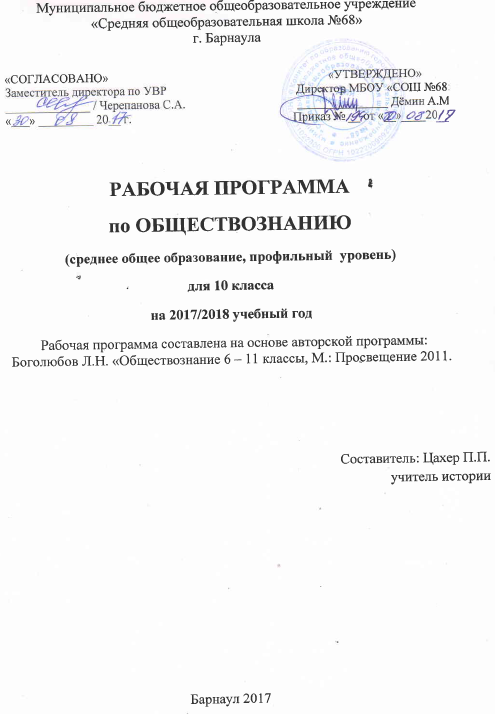 Муниципальное бюджетное общеобразовательное учреждение
«Средняя общеобразовательная школа №68»
г. Барнаула
«СОГЛАСОВАНО»
Заместитель директора по УВР
/ Черепанова С.А.
«30» 08 2017г.
«УТВЕРЖДЕНО»
Директор МБОУ «СОШ №68
Дёмин А.М
Приказ № от « » 08 2017
РАБОЧАЯ ПРОГРАММА
по ОБЩЕСТВОЗНАНИЮ
(среднее общее образование, профильный уровень)
для 10 класса
на 2017/2018 учебный год
Рабочая программа составлена на основе авторской программы:
Боголюбов Л.Н. «Обществознание 6 – 11 классы, М.: Просвещение 2011.
Составитель: Цахер П.П.
учитель истории
Барнаул 2017